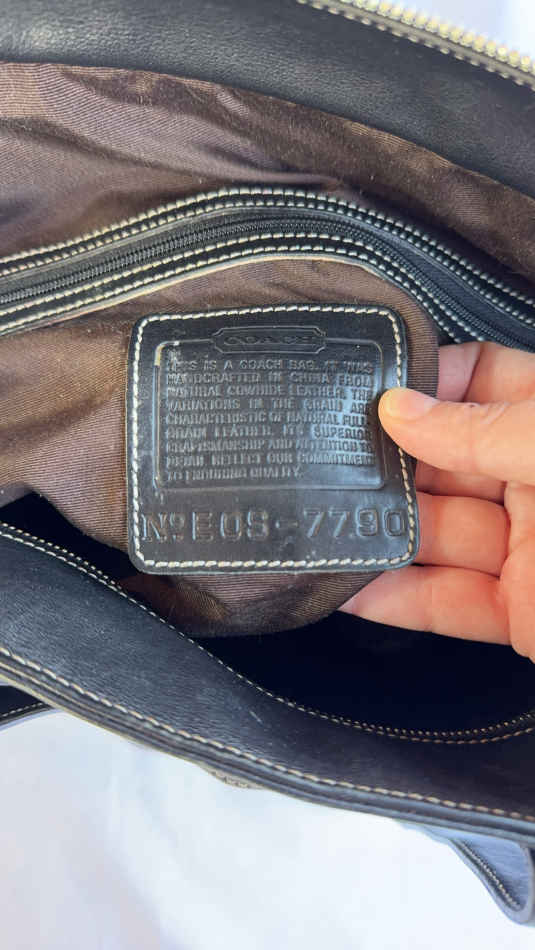 COACH
THIS IS A COACH BAG. IT WAS
HANDCRAFTED IN CHINA FROM
NATURAL COWHIDE LEATHER. THE
VARIATIONS IN THE GRAIN ARE
CHARACTERISTIC OF NATURAL FULL
GRAIN LEATHER. ITS SUPERIOR
CRAFTSMANSHIP AND ATTENTION TO
DETAIL REFLECT OUR COMMITMENT
TO ENDURING QUALITY.
Nº E0S-7790